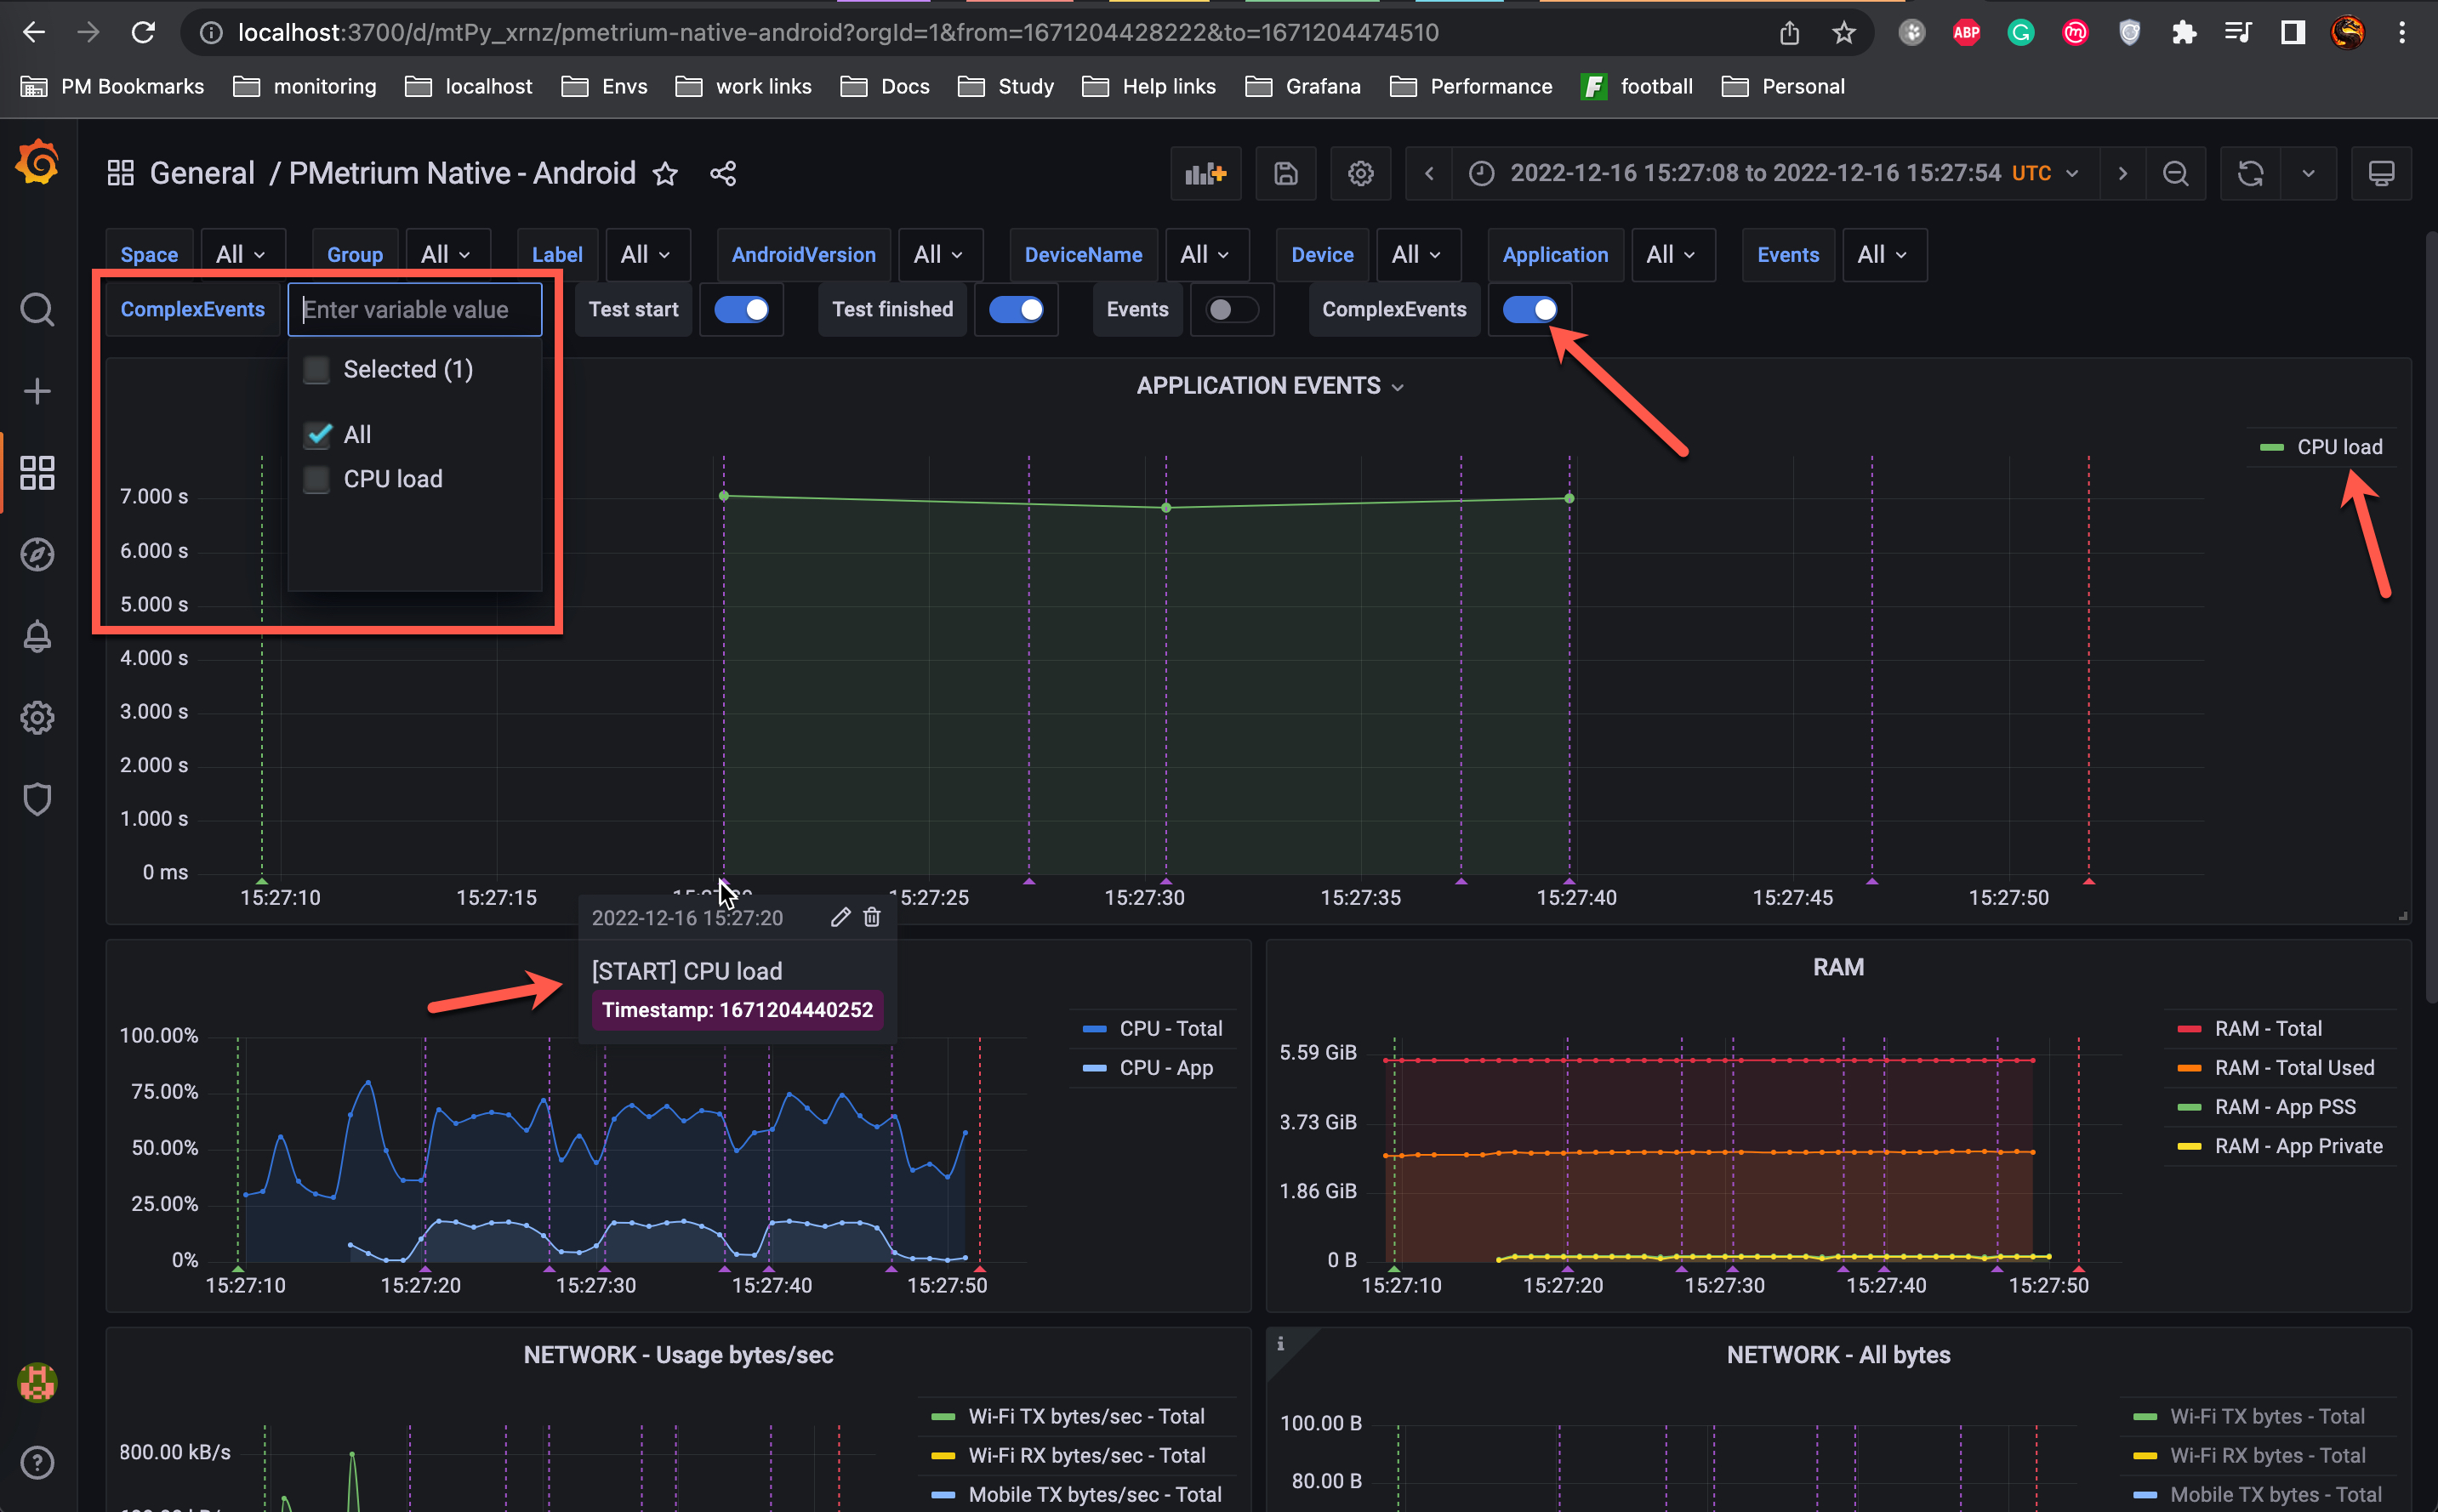 localhost:3700/d/mtPy_xrnz/pmetrium-native-android?orgId=1&from=1671204428222&to=1671204474510
ABP
PM Bookmarks
monitoring
localhost
Envs
work links
Docs
Study
Help links
Grafana
Performance
football
Personal
General / PMetrium Native - Android
2022-12-16 15:27:08 to 2022-12-16 15:27:54 UTC
Space All
Group All
Label All
AndroidVersion All
DeviceName All
Device All
Application All
Events All
ComplexEvents
Enter variable value
Test start
Test finished
Events
ComplexEvents
Selected (1)
All
CPU load
APPLICATION EVENTS
CPU load
7.000 s
6.000 s
5.000 s
4.000 s
3.000 s
2.000 s
1.000 s
0 ms
15:27:10
15:27:15
15:27:25
15:27:30
15:27:35
15:27:40
15:27:45
15:27:50
2022-12-16 15:27:20
[START] CPU load
Timestamp: 1671204440252
100.00%
75.00%
50.00%
25.00%
0%
15:27:10
15:27:20
15:27:30
15:27:40
15:27:50
CPU - Total
CPU - App
RAM
5.59 GiB
3.73 GiB
1.86 GiB
0 B
15:27:10
15:27:20
15:27:30
15:27:40
15:27:50
RAM - Total
RAM - Total Used
RAM - App PSS
RAM - App Private
NETWORK - Usage bytes/sec
800.00 kB/s
Wi-Fi TX bytes/sec - Total
Wi-Fi RX bytes/sec - Total
Mobile TX bytes/sec - Total
NETWORK - All bytes
100.00 B
80.00 B
Wi-Fi TX bytes - Total
Wi-Fi RX bytes - Total
Mobile TX bytes - Total